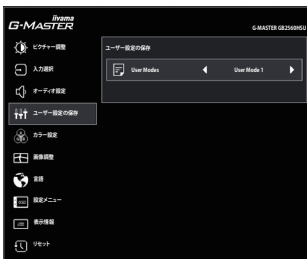 iiyama
G-MASTER
G-MASTER GB2560HSU
ピクチャー調整
ユーザー設定の保存
入力選択
User Modes
User Mode 1
オーディオ設定
ユーザー設定の保存
カラー設定
画像調整
言語
設定メニュー
表示情報
リセット